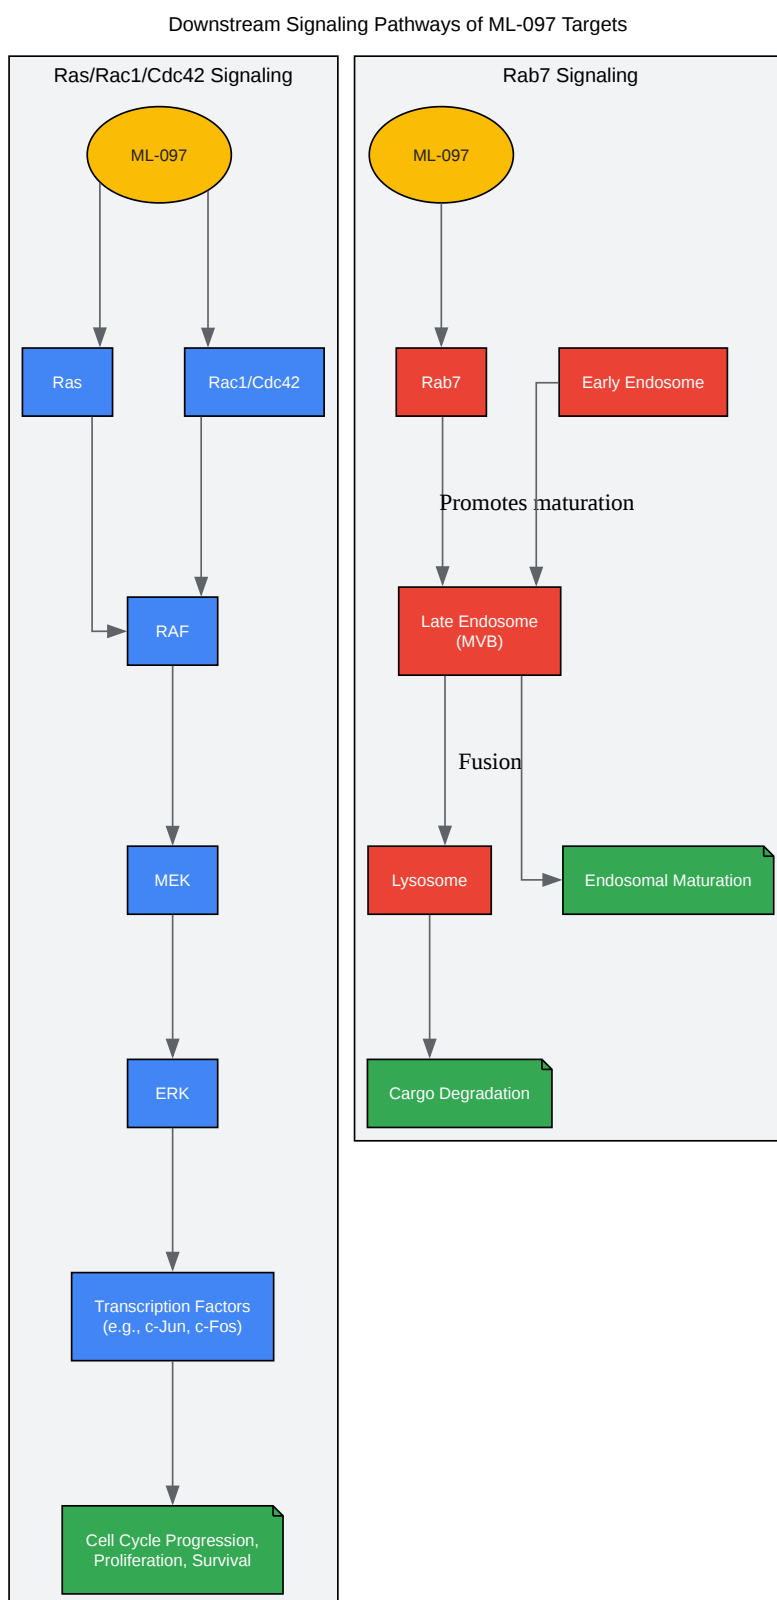 Downstream Signaling Pathways of ML-097 Targets
Ras/Rac1/Cdc42 Signaling
ML-097
Ras
Rac1/Cdc42
RAF
MEK
ERK
Transcription Factors
(e.g., c-Jun, c-Fos)
Cell Cycle Progression,
Proliferation, Survival
Rab7 Signaling
ML-097
Rab7
Early Endosome
Promotes maturation
Late Endosome
(MVB)
Fusion
Lysosome
Endosomal Maturation
Cargo Degradation